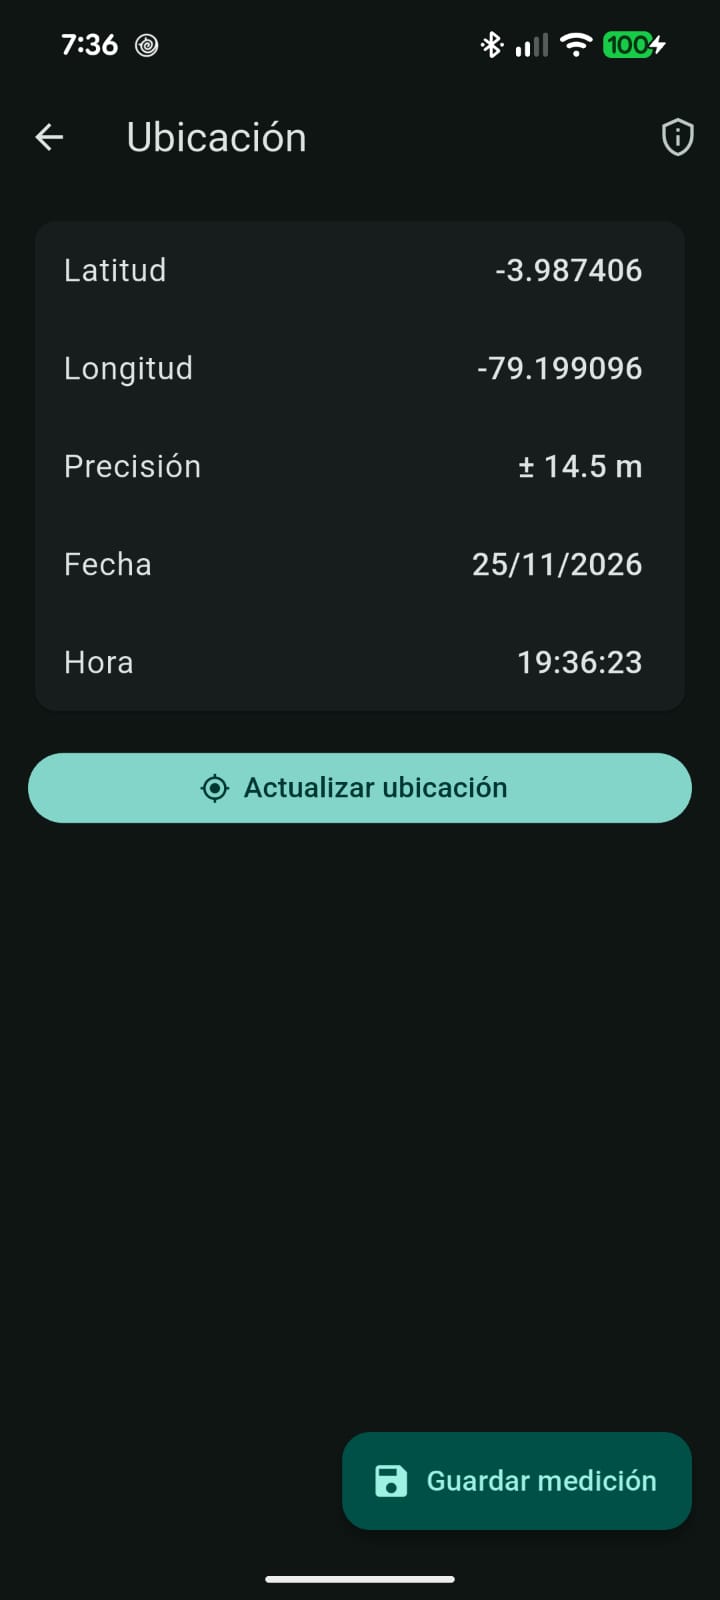 7:36
100
Ubicación
Latitud -3.987406
Longitud -79.199096
Precisión ± 14.5 m
Fecha 25/11/2026
Hora 19:36:23
Actualizar ubicación
Guardar medición